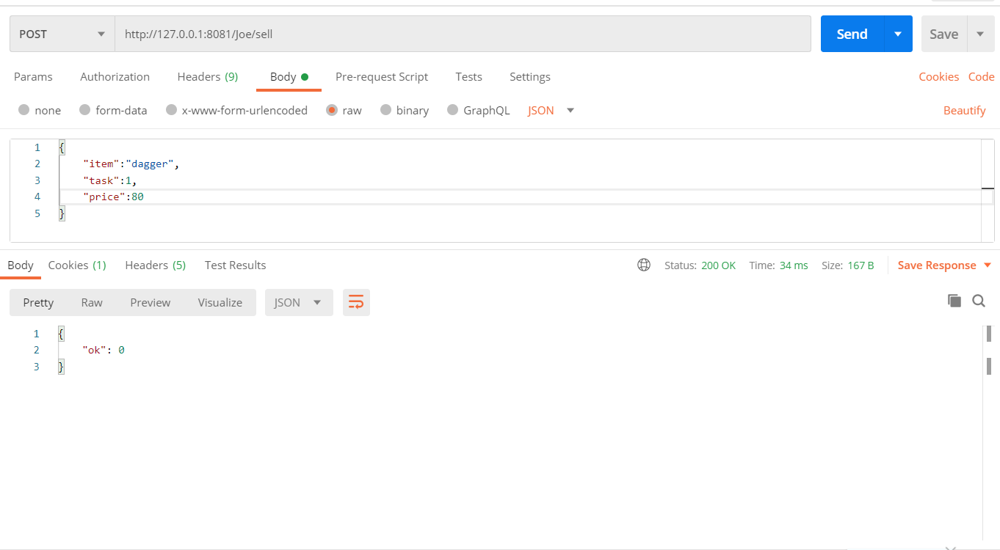 POST http://127.0.0.1:8081/Joe/sell Send Save
Params Authorization Headers (9) Body Pre-request Script Tests Settings Cookies Code
none form-data x-www-form-urlencoded raw binary GraphQL JSON Beautify
1 {
2 "item":"dagger",
3 "task":1,
4 "price":80
5 }
Body Cookies (1) Headers (5) Test Results Status: 200 OK Time: 34 ms Size: 167 B Save Response
Pretty Raw Preview Visualize JSON
1 {
2 "ok": 0
3 }